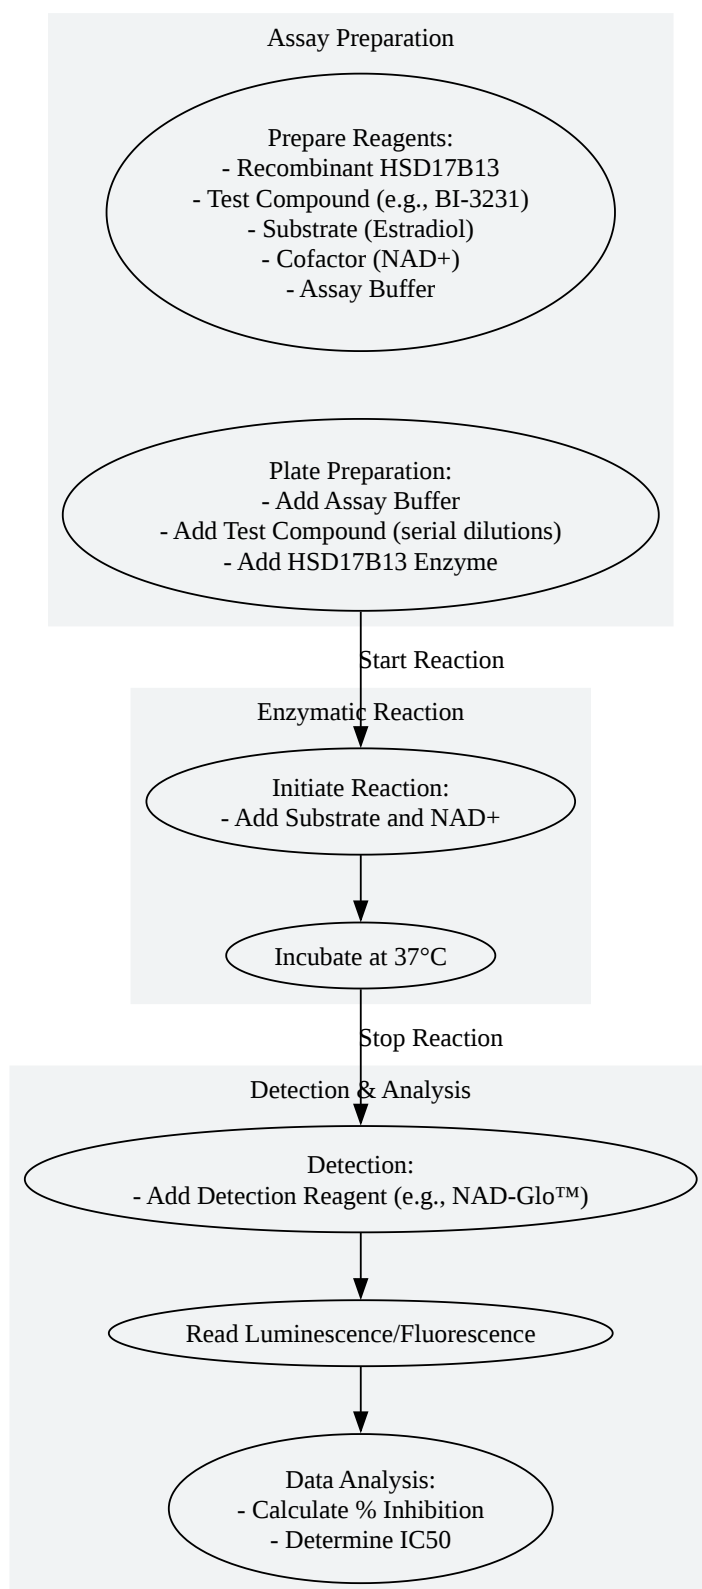 Assay Preparation
Prepare Reagents:
- Recombinant HSD17B13
- Test Compound (e.g., BI-3231)
- Substrate (Estradiol)
- Cofactor (NAD+)
- Assay Buffer
Plate Preparation:
- Add Assay Buffer
- Add Test Compound (serial dilutions)
- Add HSD17B13 Enzyme
Start Reaction
Enzymatic Reaction
Initiate Reaction:
- Add Substrate and NAD+
Incubate at 37°C
Stop Reaction
Detection & Analysis
Detection:
- Add Detection Reagent (e.g., NAD-Glo™)
Read Luminescence/Fluorescence
Data Analysis:
- Calculate % Inhibition
- Determine IC50